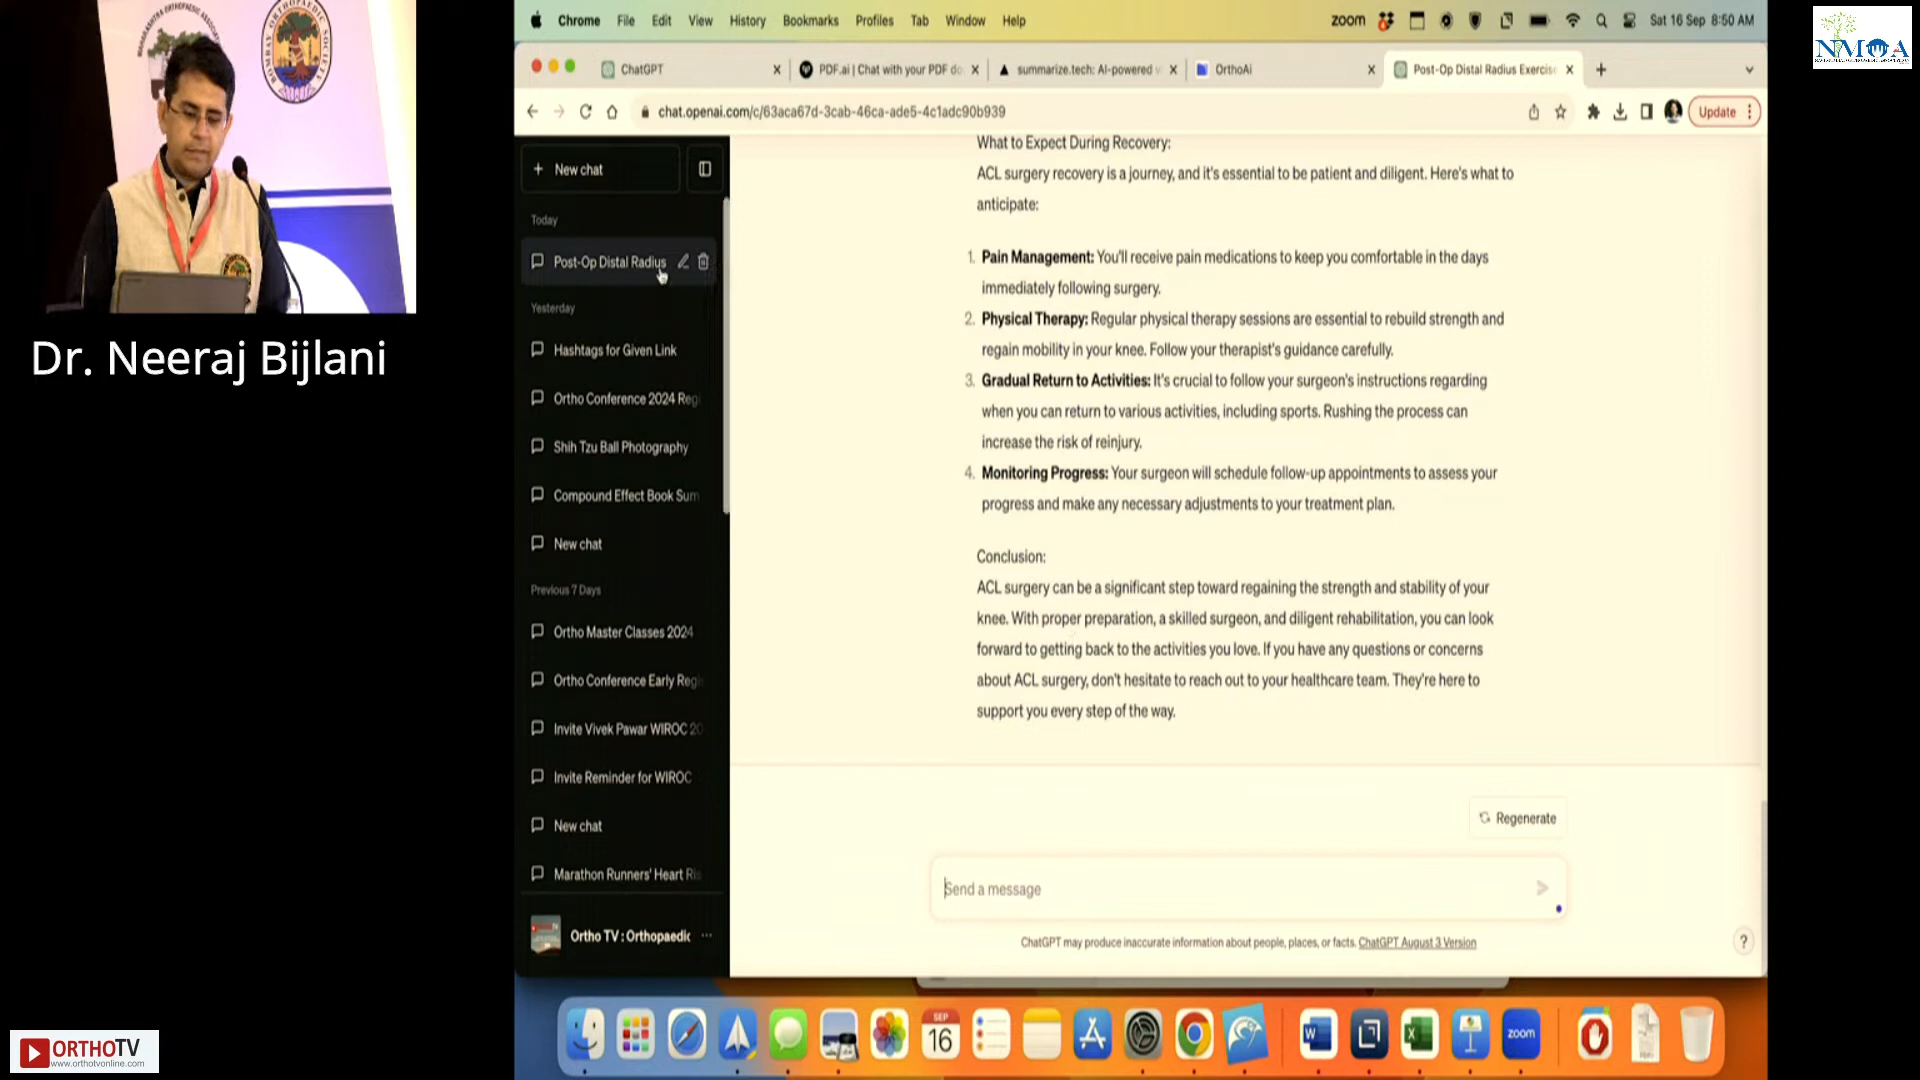 MAHARASHTRA ORTHOPAEDIC ASSOCIATION
BOMBAY ORTHOPAEDIC SOCIETY
Dr. Neeraj Bijlani
ORTHOTV
www.orthotvonline.com
NMOA
Chrome File Edit View History Bookmarks Profiles Tab Window Help
zoom
Sat 16 Sep 8:50 AM
ChatGPT
PDF.ai | Chat with your PDF do
summarize.tech: AI-powered v
OrthoAi
Post-Op Distal Radius Exercise
chat.openai.com/c/63aca67d-3cab-46ca-ade5-4c1adc90b939
Update
New chat
Today
Post-Op Distal Radius
Yesterday
Hashtags for Given Link
Ortho Conference 2024 Reg
Shih Tzu Ball Photography
Compound Effect Book Sum
New chat
Previous 7 Days
Ortho Master Classes 2024
Ortho Conference Early Reg
Invite Vivek Pawar WIROC 20
Invite Reminder for WIROC
New chat
Marathon Runners' Heart Ris
Ortho TV : Orthopaedic
What to Expect During Recovery:
ACL surgery recovery is a journey, and it's essential to be patient and diligent. Here's what to
anticipate:
1. Pain Management: You'll receive pain medications to keep you comfortable in the days
immediately following surgery.
2. Physical Therapy: Regular physical therapy sessions are essential to rebuild strength and
regain mobility in your knee. Follow your therapist's guidance carefully.
3. Gradual Return to Activities: It's crucial to follow your surgeon's instructions regarding
when you can return to various activities, including sports. Rushing the process can
increase the risk of reinjury.
4. Monitoring Progress: Your surgeon will schedule follow-up appointments to assess your
progress and make any necessary adjustments to your treatment plan.
Conclusion:
ACL surgery can be a significant step toward regaining the strength and stability of your
knee. With proper preparation, a skilled surgeon, and diligent rehabilitation, you can look
forward to getting back to the activities you love. If you have any questions or concerns
about ACL surgery, don't hesitate to reach out to your healthcare team. They're here to
support you every step of the way.
Regenerate
Send a message
ChatGPT may produce inaccurate information about people, places, or facts. ChatGPT August 3 Version
?
SEP
16
W
X
zoom